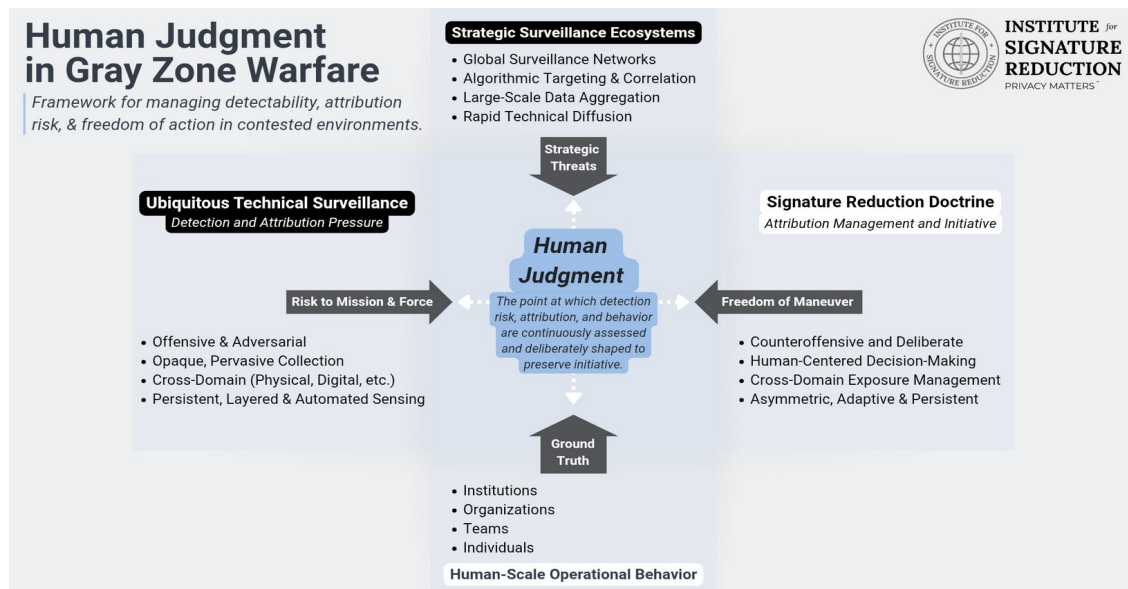 Human Judgment
in Gray Zone Warfare
Framework for managing detectability, attribution
risk, & freedom of action in contested environments.
Strategic Surveillance Ecosystems
• Global Surveillance Networks
• Algorithmic Targeting & Correlation
• Large-Scale Data Aggregation
• Rapid Technical Diffusion
INSTITUTE FOR
SIGNATURE REDUCTION
INSTITUTE for
SIGNATURE
REDUCTION
PRIVACY MATTERS™
Strategic
Threats
Ubiquitous Technical Surveillance
Detection and Attribution Pressure
Risk to Mission & Force
• Offensive & Adversarial
• Opaque, Pervasive Collection
• Cross-Domain (Physical, Digital, etc.)
• Persistent, Layered & Automated Sensing
Human
Judgment
The point at which detection
risk, attribution, and behavior
are continuously assessed
and deliberately shaped to
preserve initiative.
Signature Reduction Doctrine
Attribution Management and Initiative
Freedom of Maneuver
• Counteroffensive and Deliberate
• Human-Centered Decision-Making
• Cross-Domain Exposure Management
• Asymmetric, Adaptive & Persistent
Ground
Truth
• Institutions
• Organizations
• Teams
• Individuals
Human-Scale Operational Behavior